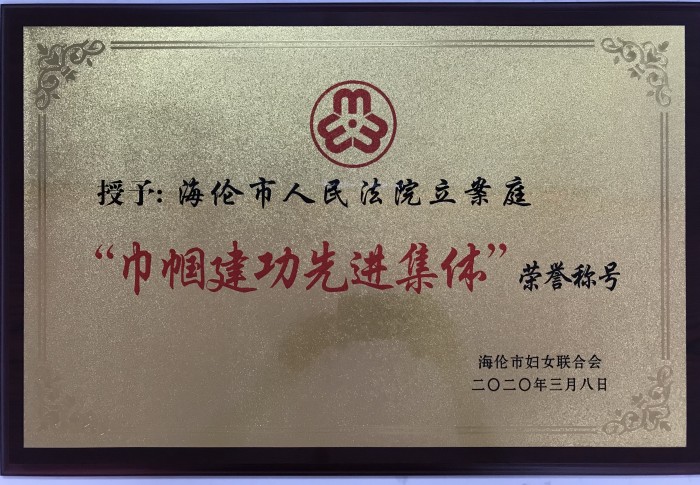 授予：海伦市人民法院立案庭
“巾帼建功先进集体”荣誉称号
海伦市妇女联合会
二〇二〇年三月八日